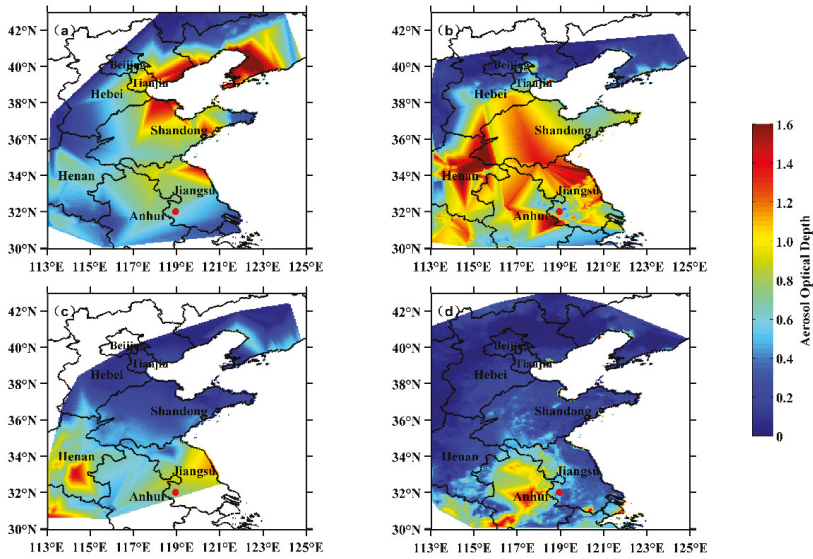 (a)
42°N
40°N
38°N
36°N
34°N
32°N
30°N
113°E 115°E 117°E 119°E 121°E 123°E 125°E
Beijing
Tianjin
Hebei
Shandong
Henan
Jiangsu
Anhui
(b)
42°N
40°N
38°N
36°N
34°N
32°N
30°N
113°E 115°E 117°E 119°E 121°E 123°E 125°E
Beijing
Tianjin
Hebei
Shandong
Henan
Jiangsu
Anhui
(c)
42°N
40°N
38°N
36°N
34°N
32°N
30°N
113°E 115°E 117°E 119°E 121°E 123°E 125°E
Beijing
Tianjin
Hebei
Shandong
Henan
Jiangsu
Anhui
(d)
42°N
40°N
38°N
36°N
34°N
32°N
30°N
113°E 115°E 117°E 119°E 121°E 123°E 125°E
Beijing
Tianjin
Hebei
Shandong
Henan
Jiangsu
Anhui
1.6
1.4
1.2
1.0
0.8
0.6
0.4
0.2
0
Aerosol Optical Depth